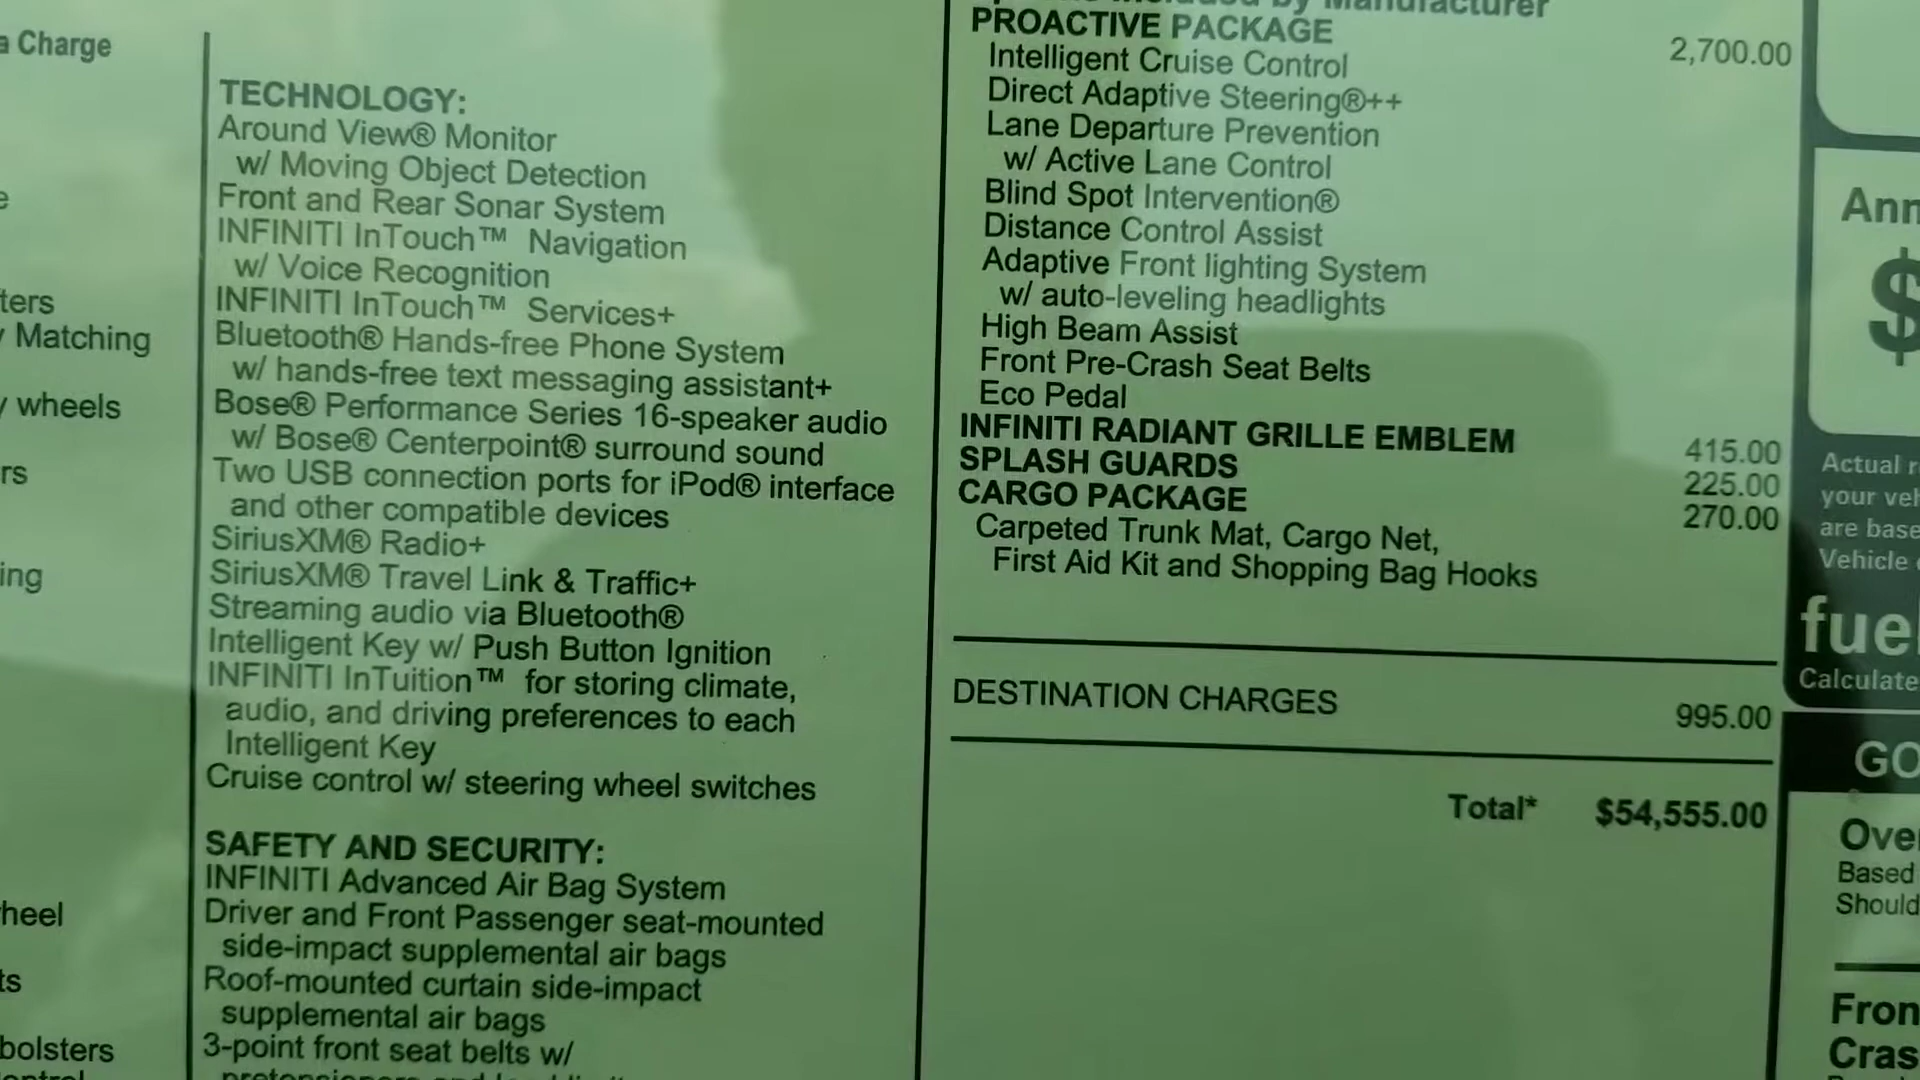 Charge
ters
Matching
wheels
rs
ing
heel
ts
bolsters
TECHNOLOGY:
Around View® Monitor
w/ Moving Object Detection
Front and Rear Sonar System
INFINITI InTouch™ Navigation
w/ Voice Recognition
INFINITI InTouch™ Services+
Bluetooth® Hands-free Phone System
w/ hands-free text messaging assistant+
Bose® Performance Series 16-speaker audio
w/ Bose® Centerpoint® surround sound
Two USB connection ports for iPod® interface
and other compatible devices
SiriusXM® Radio+
SiriusXM® Travel Link & Traffic+
Streaming audio via Bluetooth®
Intelligent Key w/ Push Button Ignition
INFINITI InTuition™ for storing climate,
audio, and driving preferences to each
Intelligent Key
Cruise control w/ steering wheel switches
SAFETY AND SECURITY:
INFINITI Advanced Air Bag System
Driver and Front Passenger seat-mounted
side-impact supplemental air bags
Roof-mounted curtain side-impact
supplemental air bags
3-point front seat belts w/
by Manufacturer
PROACTIVE PACKAGE 2,700.00
Intelligent Cruise Control
Direct Adaptive Steering®++
Lane Departure Prevention
w/ Active Lane Control
Blind Spot Intervention®
Distance Control Assist
Adaptive Front lighting System
w/ auto-leveling headlights
High Beam Assist
Front Pre-Crash Seat Belts
Eco Pedal
INFINITI RADIANT GRILLE EMBLEM 415.00
SPLASH GUARDS 225.00
CARGO PACKAGE 270.00
Carpeted Trunk Mat, Cargo Net,
First Aid Kit and Shopping Bag Hooks
DESTINATION CHARGES 995.00
Total* $54,555.00
Ann
$
Actual r
your veh
are base
Vehicle
fuel
Calculate
GO
Over
Based
Should
Fron
Cras